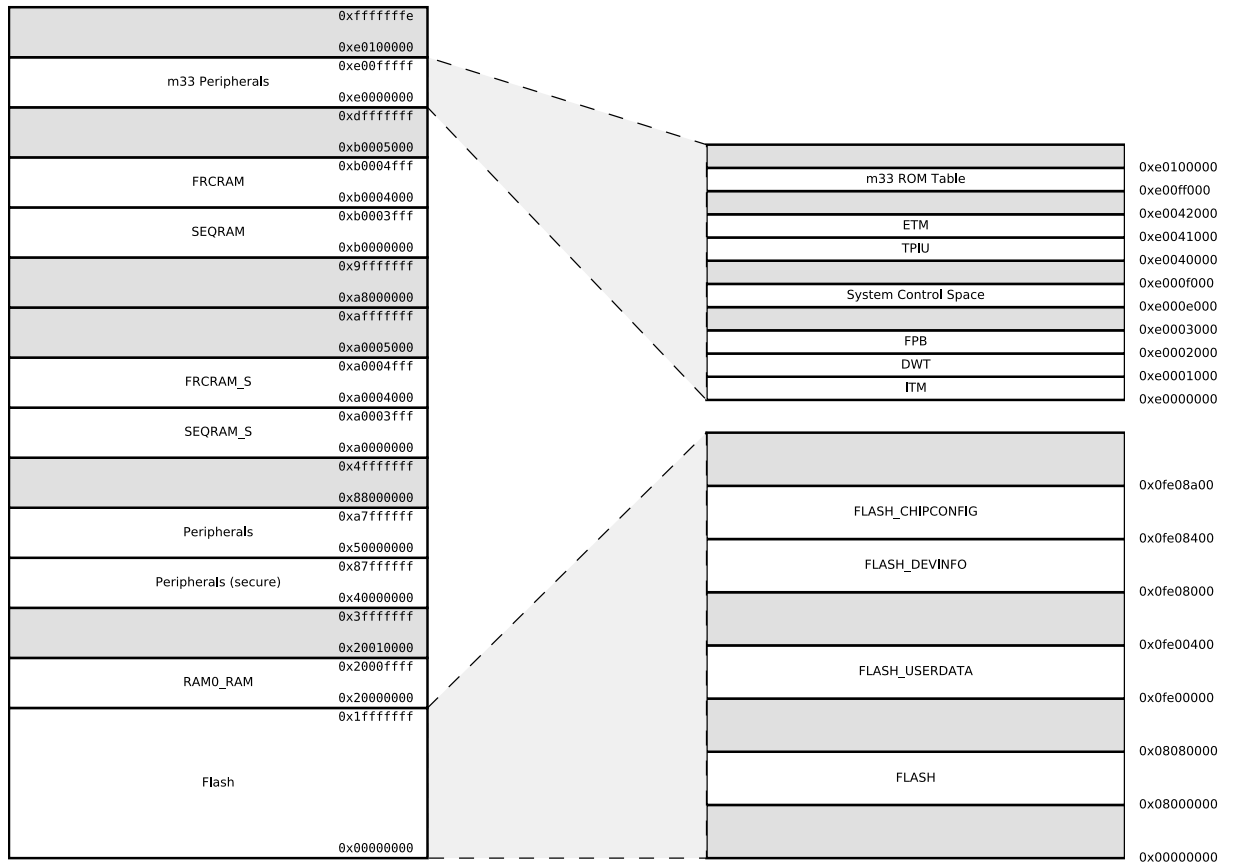 0xfffffffe
0xe0100000
0xe00fffff
m33 Peripherals
0xe0000000
0xdfffffff
0xb0005000
0xb0004fff
FRCRAM
0xb0004000
0xb0003fff
SEQRAM
0xb0000000
0x9fffffff
0xa8000000
0xafffffff
0xa0005000
0xa0004fff
FRCRAM_S
0xa0004000
0xa0003fff
SEQRAM_S
0xa0000000
0x4fffffff
0x88000000
0xa7ffffff
Peripherals
0x50000000
0x87ffffff
Peripherals (secure)
0x40000000
0x3fffffff
0x20010000
0x2000ffff
RAM0_RAM
0x20000000
0x1fffffff
Flash
0x00000000
0xe0100000
m33 ROM Table
0xe00ff000
0xe0042000
ETM
0xe0041000
TPIU
0xe0040000
0xe000f000
System Control Space
0xe000e000
0xe0003000
FPB
0xe0002000
DWT
0xe0001000
ITM
0xe0000000
0x0fe08a00
FLASH_CHIPCONFIG
0x0fe08400
FLASH_DEVINFO
0x0fe08000
0x0fe00400
FLASH_USERDATA
0x0fe00000
0x08080000
FLASH
0x08000000
0x00000000